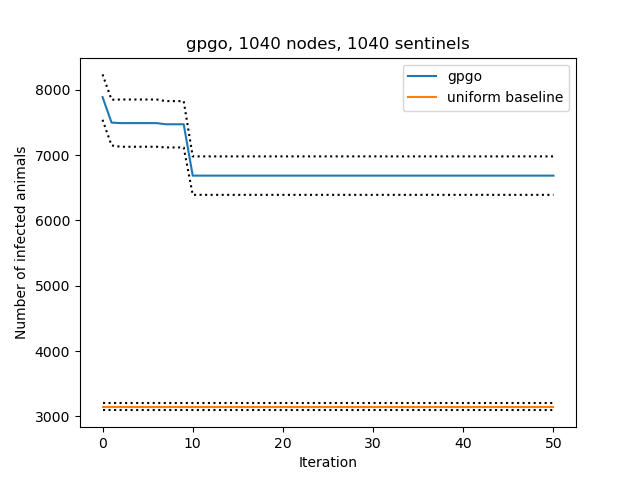 gpgo, 1040 nodes, 1040 sentinels
gpgo
uniform baseline
Number of infected animals
8000
7000
6000
5000
4000
3000
0 10 20 30 40 50
Iteration